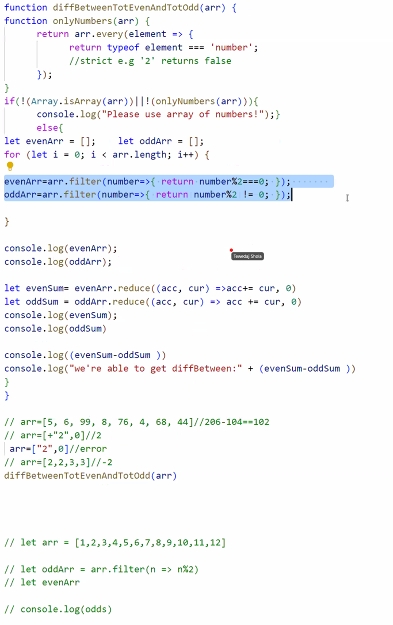 function diffBetweenTotEvenAndTotOdd(arr) {
function onlyNumbers(arr) {
return arr.every(element => {
return typeof element === 'number';
//strict e.g '2' returns false
});
}
if(!(Array.isArray(arr))||!(onlyNumbers(arr))){
console.log("Please use array of numbers!");}
else{
let evenArr = [];    let oddArr = [];
for (let i = 0; i < arr.length; i++) {
evenArr=arr.filter(number=>{ return number%2===0; });
oddArr=arr.filter(number=>{ return number%2 != 0; });
}
console.log(evenArr);
console.log(oddArr);
Tewedaj Shola
let evenSum= evenArr.reduce((acc, cur) =>acc+= cur, 0)
let oddSum = oddArr.reduce((acc, cur) => acc += cur, 0)
console.log(evenSum);
console.log(oddSum)
console.log((evenSum-oddSum ))
console.log("we're able to get diffBetween:" + (evenSum-oddSum ))
}
}
// arr=[5, 6, 99, 8, 76, 4, 68, 44]//206-104==102
// arr=[+"2",0]//2
arr=["2",0]//error
// arr=[2,2,3,3]//-2
diffBetweenTotEvenAndTotOdd(arr)
// let arr = [1,2,3,4,5,6,7,8,9,10,11,12]
// let oddArr = arr.filter(n => n%2)
// let evenArr
// console.log(odds)